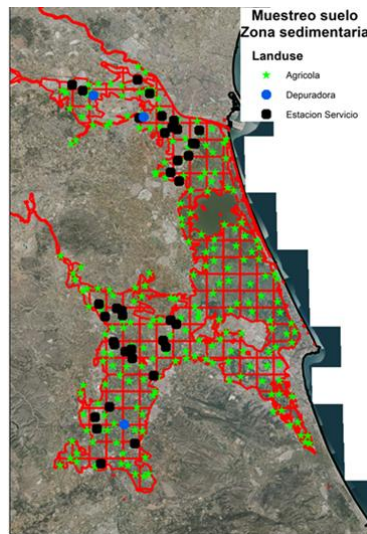 Muestreo suelo
Zona sedimentaria
Landuse
Agricola
Depuradora
Estacion Servicio